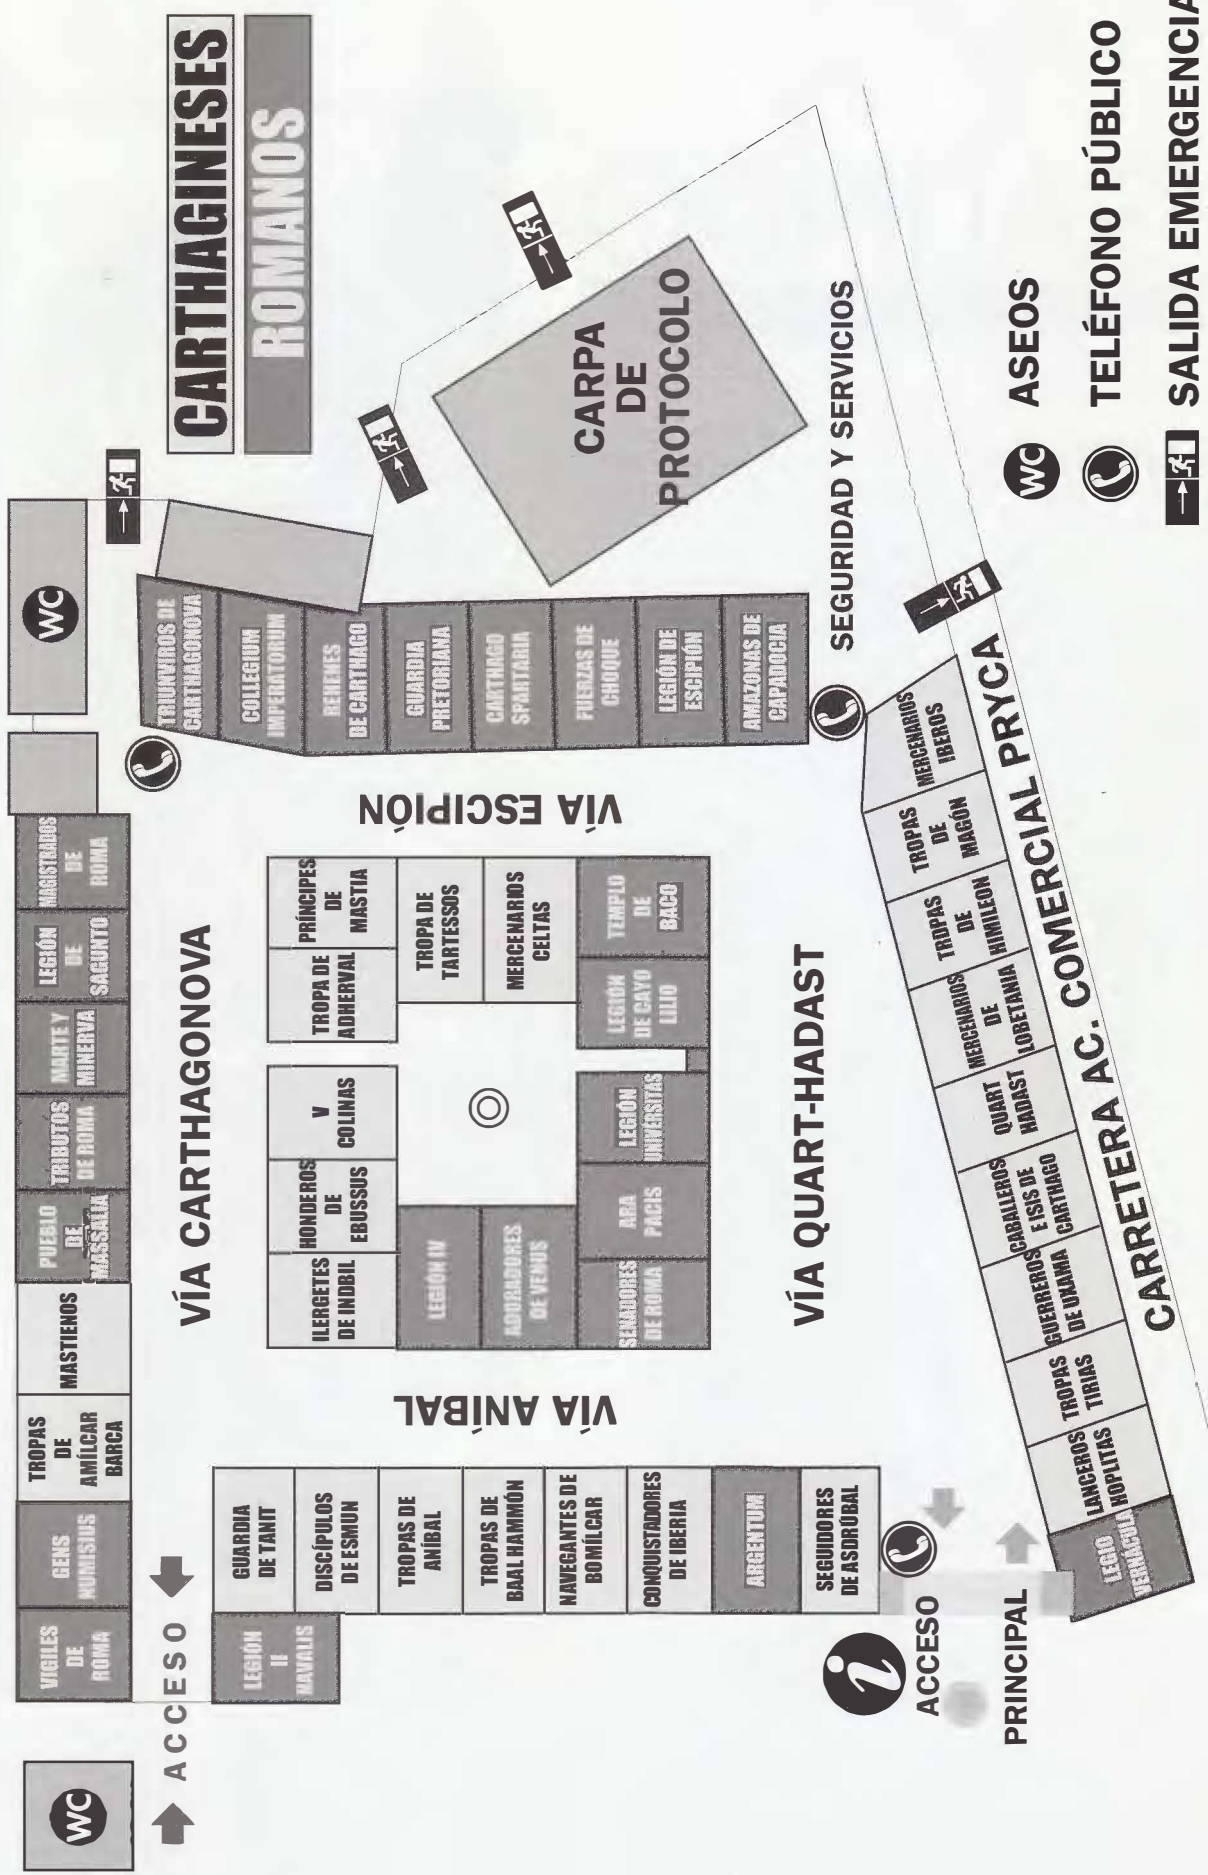 CARTHAGINESES
ROMANOS
WC
VIGILES
DE
ROMA
GENS
NUMISIUS
TROPAS
DE
AMÍLCAR
BARCA
MASTIENOS
PUEBLO
DE
MASSALIA
TRIBUTOS
DE ROMA
MARTE Y
MINERVA
LEGIÓN
DE
SAGUNTO
MAGISTRADOS
DE
ROMA
WC
ACCESO
VÍA CARTHAGONOVA
TRIUNVIROS DE
CARTHAGONOVA
COLLEGIUM
IMPERATORUM
REHENES
DE CARTHAGO
GUARDIA
PRETORIANA
CARTHAGO
SPARTARIA
FUERZAS DE
CHOQUE
LEGIÓN DE
ESCIPIÓN
AMAZONAS DE
CAPADOCIA
LEGIÓN
II
NAVALIS
GUARDIA
DE TANIT
DISCÍPULOS
DE ESMUN
TROPAS DE
ANÍBAL
TROPAS DE
BAAL HAMMÓN
NAVEGANTES DE
BOMÍLCAR
CONQUISTADORES
DE IBERIA
ARGENTUM
SEGUIDORES
DE ASDRÚBAL
VÍA ANÍBAL
ILERGETES
DE INDBIL
HONDEROS
DE
EBUSSUS
V
COLINAS
TROPA DE
ADHERVAL
PRÍNCIPES
DE
MASTIA
LEGIÓN IV
ADORADORES
DE VENUS
TROPA DE
TARTESSOS
MERCENARIOS
CELTAS
SENADORES
DE ROMA
ARA
PACIS
LEGIÓN
UNIVÉRSITAS
LEGIÓN
DE CAYO
LELIO
TEMPLO
DE
BACO
VÍA ESCIPIÓN
VÍA QUART-HADAST
CARPA
DE
PROTOCOLO
SEGURIDAD Y SERVICIOS
i
ACCESO
PRINCIPAL
LEGIO
VERNÁCULA
LANCEROS
HOPLITAS
TROPAS
TIRIAS
GUERREROS
DE UXAMA
CABALLEROS
E ISIS DE
CARTHAGO
QUART
HADAST
MERCENARIOS
DE
LOBETANIA
TROPAS
DE
HIMILEON
TROPAS
DE
MAGÓN
MERCENARIOS
IBEROS
CARRETERA AC. COMERCIAL PRYCA
WC ASEOS
TELÉFONO PÚBLICO
SALIDA EMERGENCIA